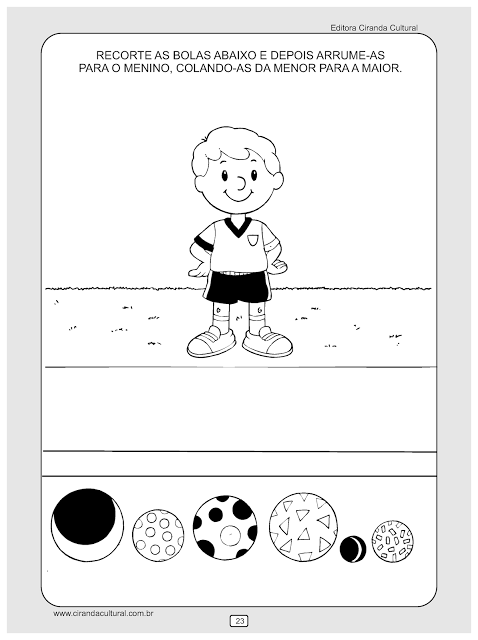 Editora Ciranda Cultural
RECORTE AS BOLAS ABAIXO E DEPOIS ARRUME-AS
PARA O MENINO, COLANDO-AS DA MENOR PARA A MAIOR.
www.cirandacultural.com.br
23